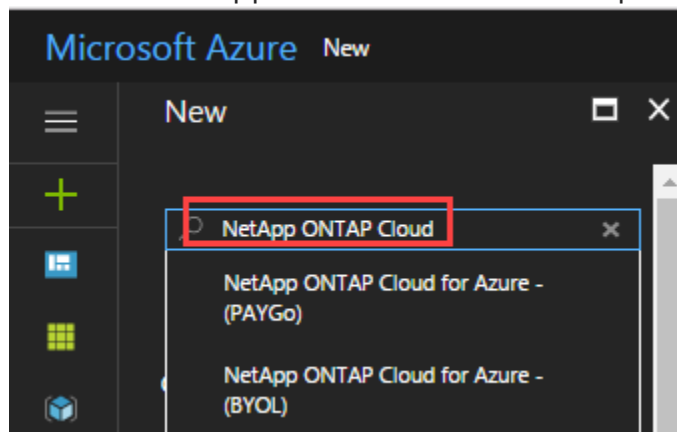 Microsoft Azure New
New
NetApp ONTAP Cloud
NetApp ONTAP Cloud for Azure -
(PAYGo)
NetApp ONTAP Cloud for Azure -
(BYOL)